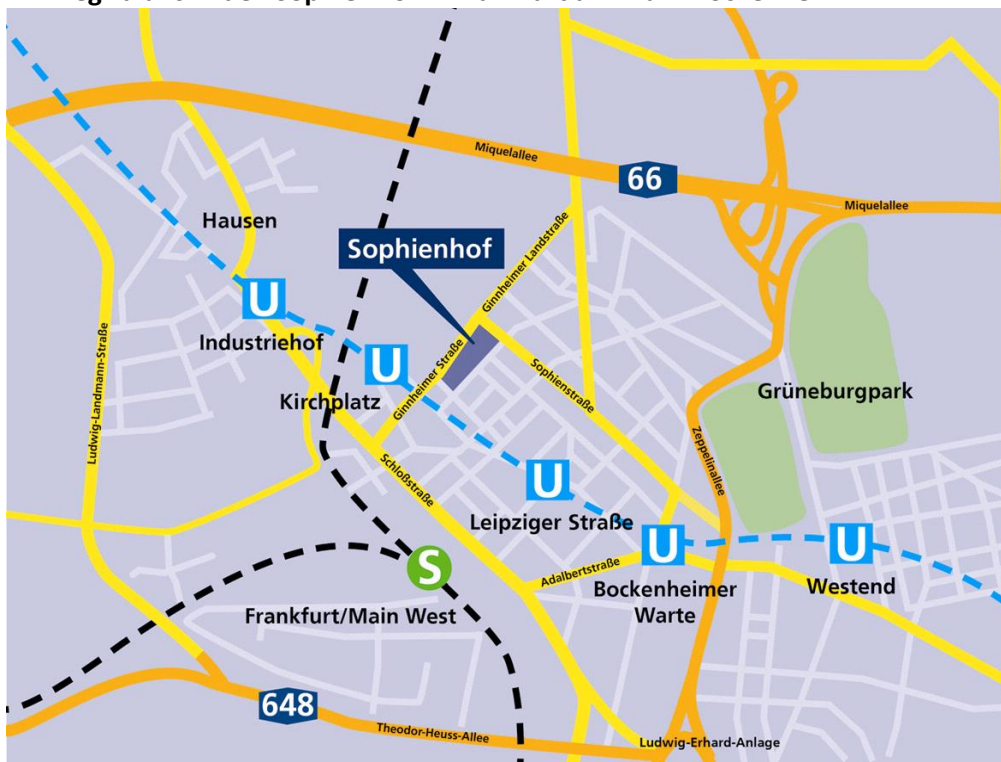 Miquelallee
66
Miquelallee
Hausen
Sophienhof
Ginnheimer Landstraße
U
Industriehof
U
Kirchplatz
Ginnheimer Straße
Sophienstraße
Grüneburgpark
Ludwig-Landmann-Straße
Schloßstraße
Zeppelinallee
U
Leipziger Straße
U
Bockenheimer
Warte
U
Westend
Adalbertstraße
S
Frankfurt/Main West
648
Theodor-Heuss-Allee
Ludwig-Erhard-Anlage